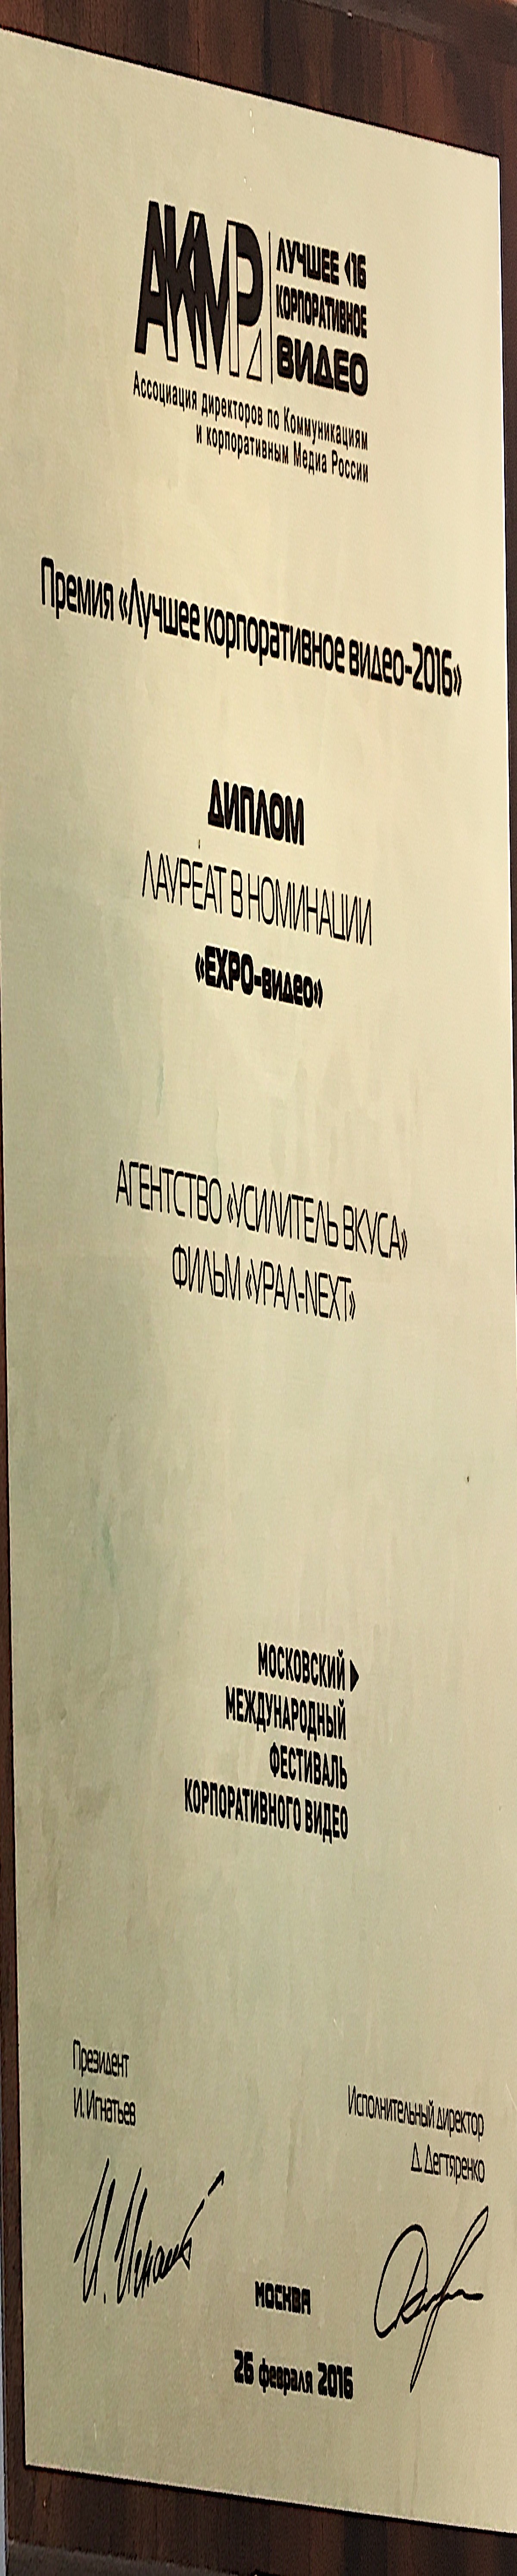 АКМР
ЛУЧШЕЕ '16
КОРПОРАТИВНОЕ
ВИДЕО
Ассоциация директоров по Коммуникациям
и корпоративным Медиа России
Премия «Лучшее корпоративное видео-2016»
ДИПЛОМ
ЛАУРЕАТ В НОМИНАЦИИ
«EXPO-видео»
АГЕНТСТВО «УСИЛИТЕЛЬ ВКУСА»
ФИЛЬМ «УРАЛ-NEXT»
МОСКОВСКИЙ
МЕЖДУНАРОДНЫЙ
ФЕСТИВАЛЬ
КОРПОРАТИВНОГО ВИДЕО
Президент
И. Игнатьев
Исполнительный директор
Д. Дегтяренко
МОСКВА
26 февраля 2016